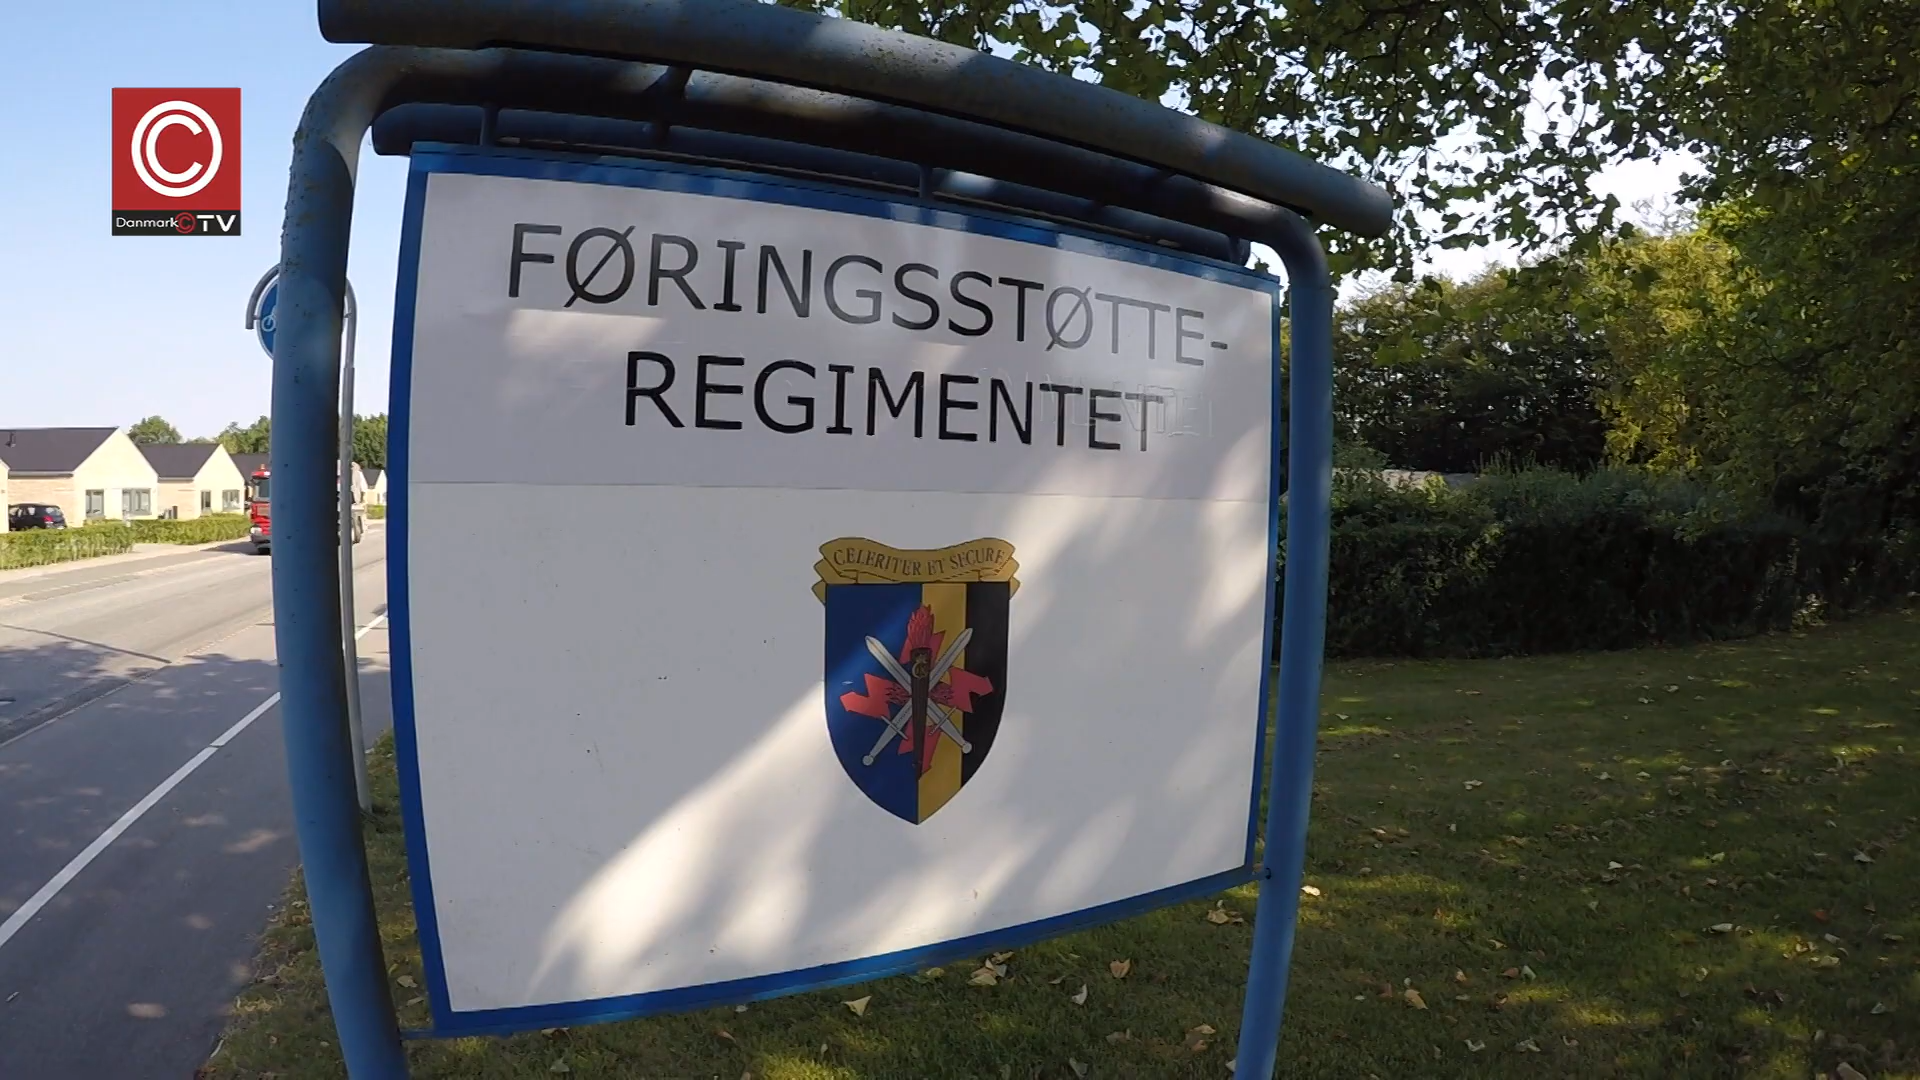 Danmark C TV
FØRINGSSTØTTE-
REGIMENTET
CELERITER ET SECURE